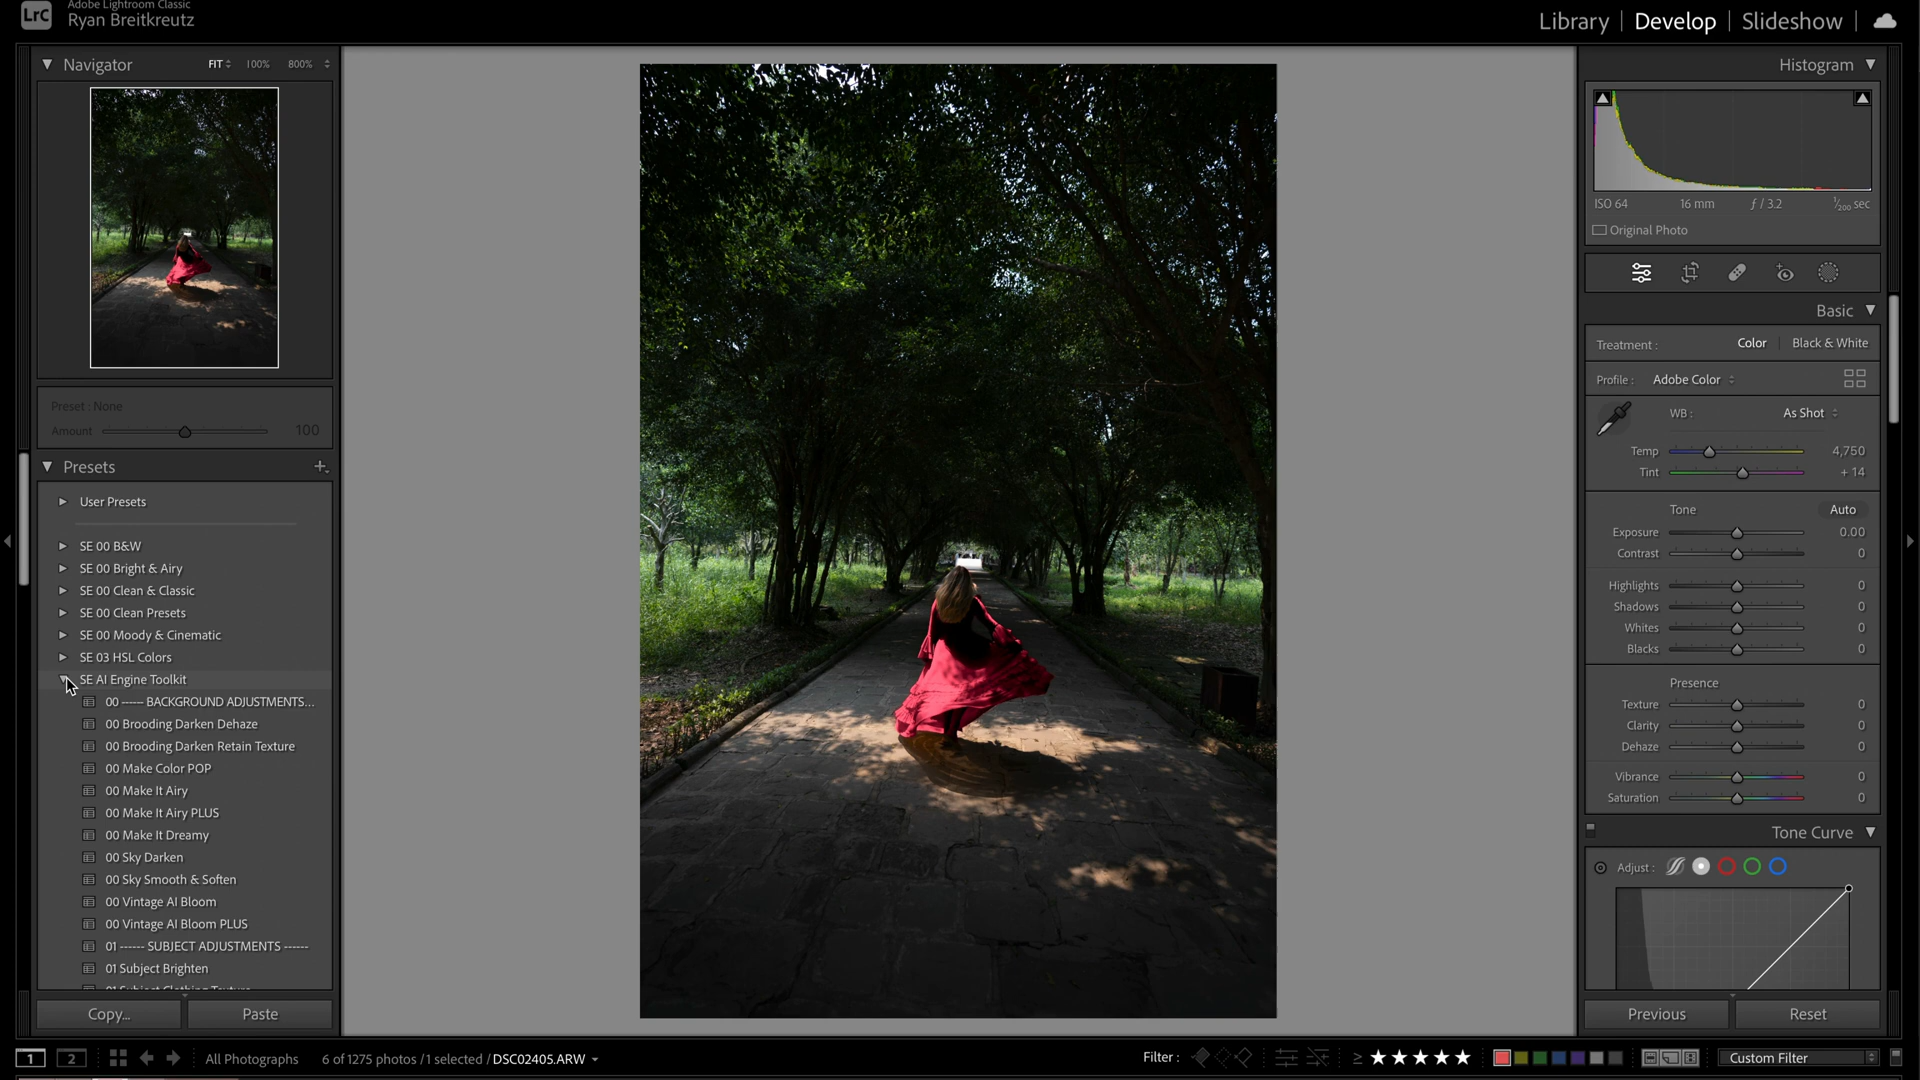 LrC
Adobe Lightroom Classic
Ryan Breitkreutz
Library | Develop | Slideshow |
Navigator
FIT
100%
800%
Preset : None
Amount
100
Presets
User Presets
SE 00 B&W
SE 00 Bright & Airy
SE 00 Clean & Classic
SE 00 Clean Presets
SE 00 Moody & Cinematic
SE 03 HSL Colors
SE AI Engine Toolkit
00 ------ BACKGROUND ADJUSTMENTS...
00 Brooding Darken Dehaze
00 Brooding Darken Retain Texture
00 Make Color POP
00 Make It Airy
00 Make It Airy PLUS
00 Make It Dreamy
00 Sky Darken
00 Sky Smooth & Soften
00 Vintage AI Bloom
00 Vintage AI Bloom PLUS
01 ------ SUBJECT ADJUSTMENTS ------
01 Subject Brighten
01 Subject Clothing Texture
Copy...
Paste
Histogram
ISO 64
16 mm
ƒ / 3.2
1/200 sec
Original Photo
Basic
Treatment :
Color | Black & White
Profile :
Adobe Color
WB :
As Shot
Temp
4,750
Tint
+ 14
Tone
Auto
Exposure
0.00
Contrast
0
Highlights
0
Shadows
0
Whites
0
Blacks
0
Presence
Texture
0
Clarity
0
Dehaze
0
Vibrance
0
Saturation
0
Tone Curve
Adjust :
Previous
Reset
1
2
All Photographs
6 of 1275 photos / 1 selected / DSC02405.ARW
Filter :
≥ ★ ★ ★ ★ ★
Custom Filter